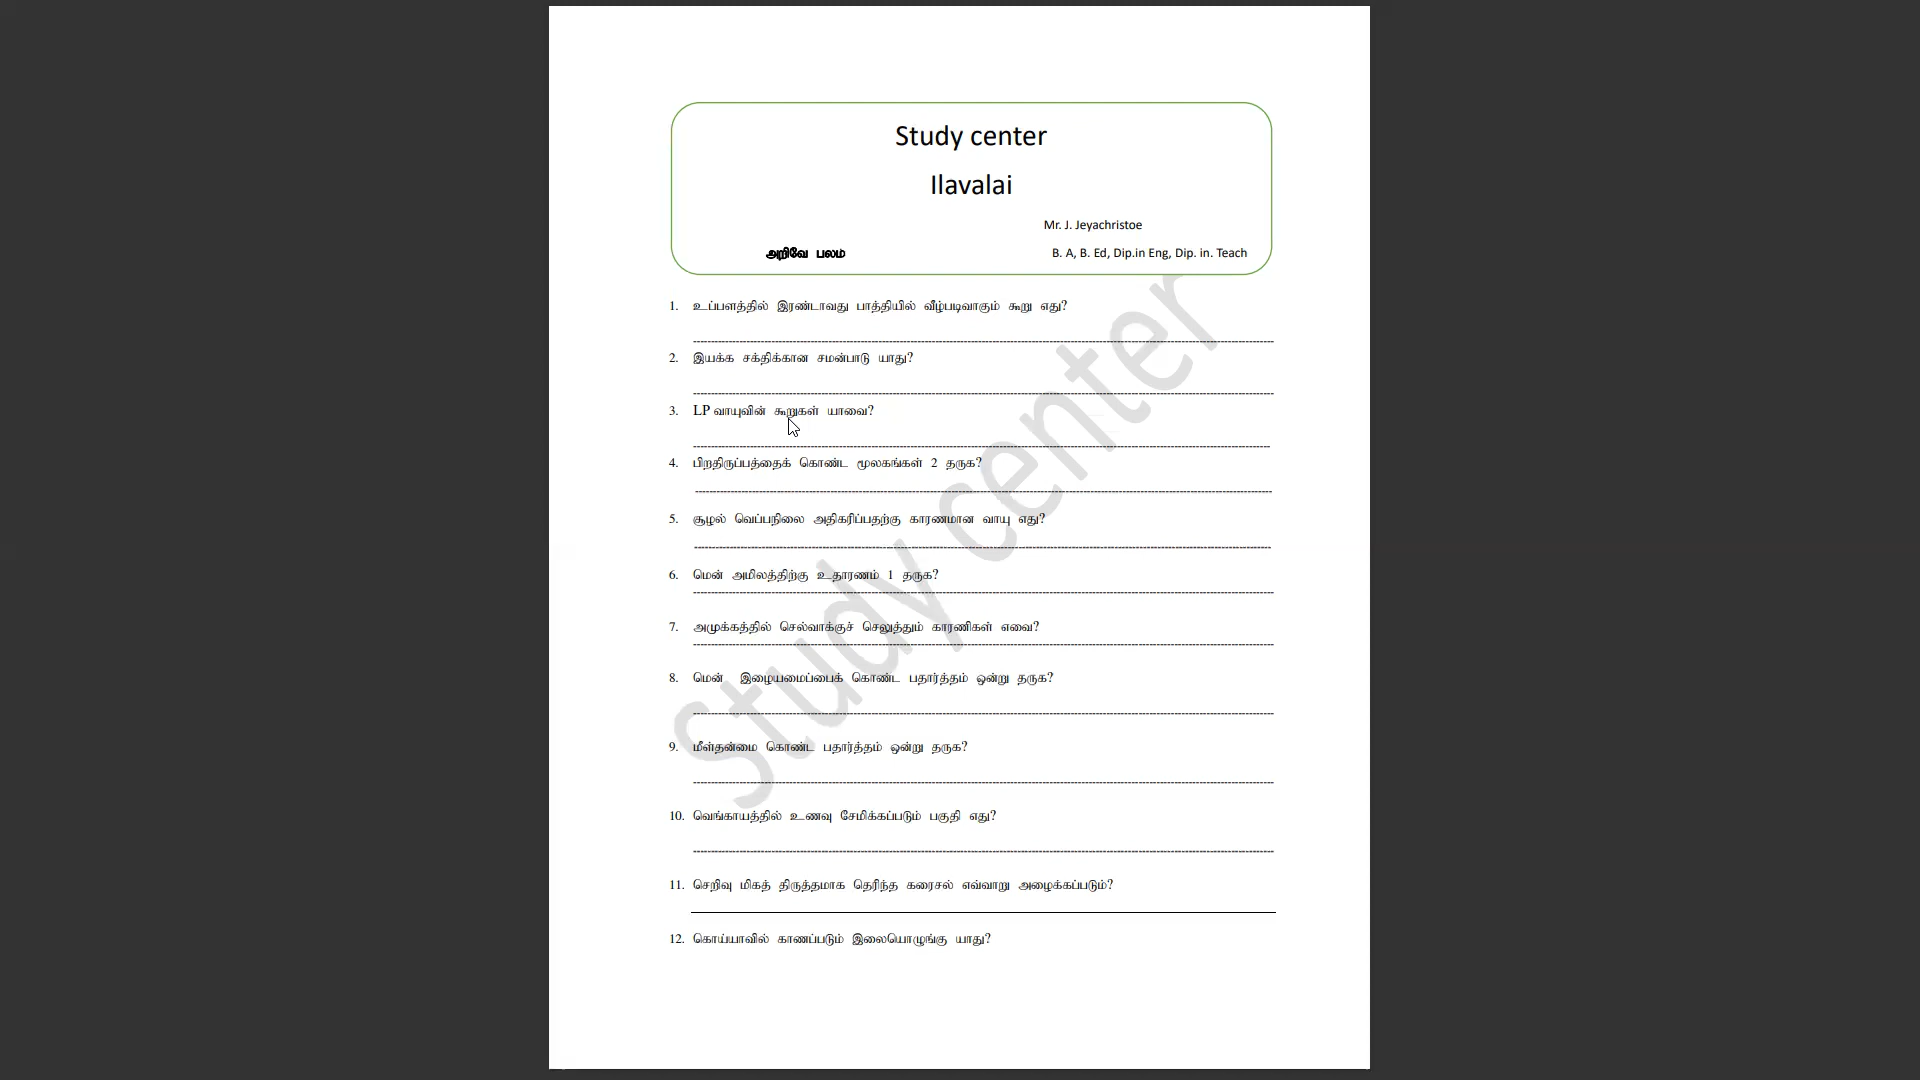 Study center
Ilavalai
Mr. J. Jeyachristoe
அறிவே பலம்
B. A, B. Ed, Dip.in Eng, Dip. in. Teach
1. உப்பளத்தில் இரண்டாவது பாத்தியில் வீழ்படிவாகும் கூறு எது?
2. இயக்க சக்திக்கான சமன்பாடு யாது?
3. LP வாயுவின் கூறுகள் யாவை?
4. பிறதிருப்பத்தைக் கொண்ட மூலகங்கள் 2 தருக?
5. சூழல் வெப்பநிலை அதிகரிப்பதற்கு காரணமான வாயு எது?
6. மென் அமிலத்திற்கு உதாரணம் 1 தருக?
7. அமுக்கத்தில் செல்வாக்குச் செலுத்தும் காரணிகள் எவை?
8. மென் இழையமைப்பைக் கொண்ட பதார்த்தம் ஒன்று தருக?
9. மீள்தன்மை கொண்ட பதார்த்தம் ஒன்று தருக?
10. வெங்காயத்தில் உணவு சேமிக்கப்படும் பகுதி எது?
11. செறிவு மிகத் திருத்தமாக தெரிந்த கரைசல் எவ்வாறு அழைக்கப்படும்?
12. கொய்யாவில் காணப்படும் இலையொழுங்கு யாது?
Study center